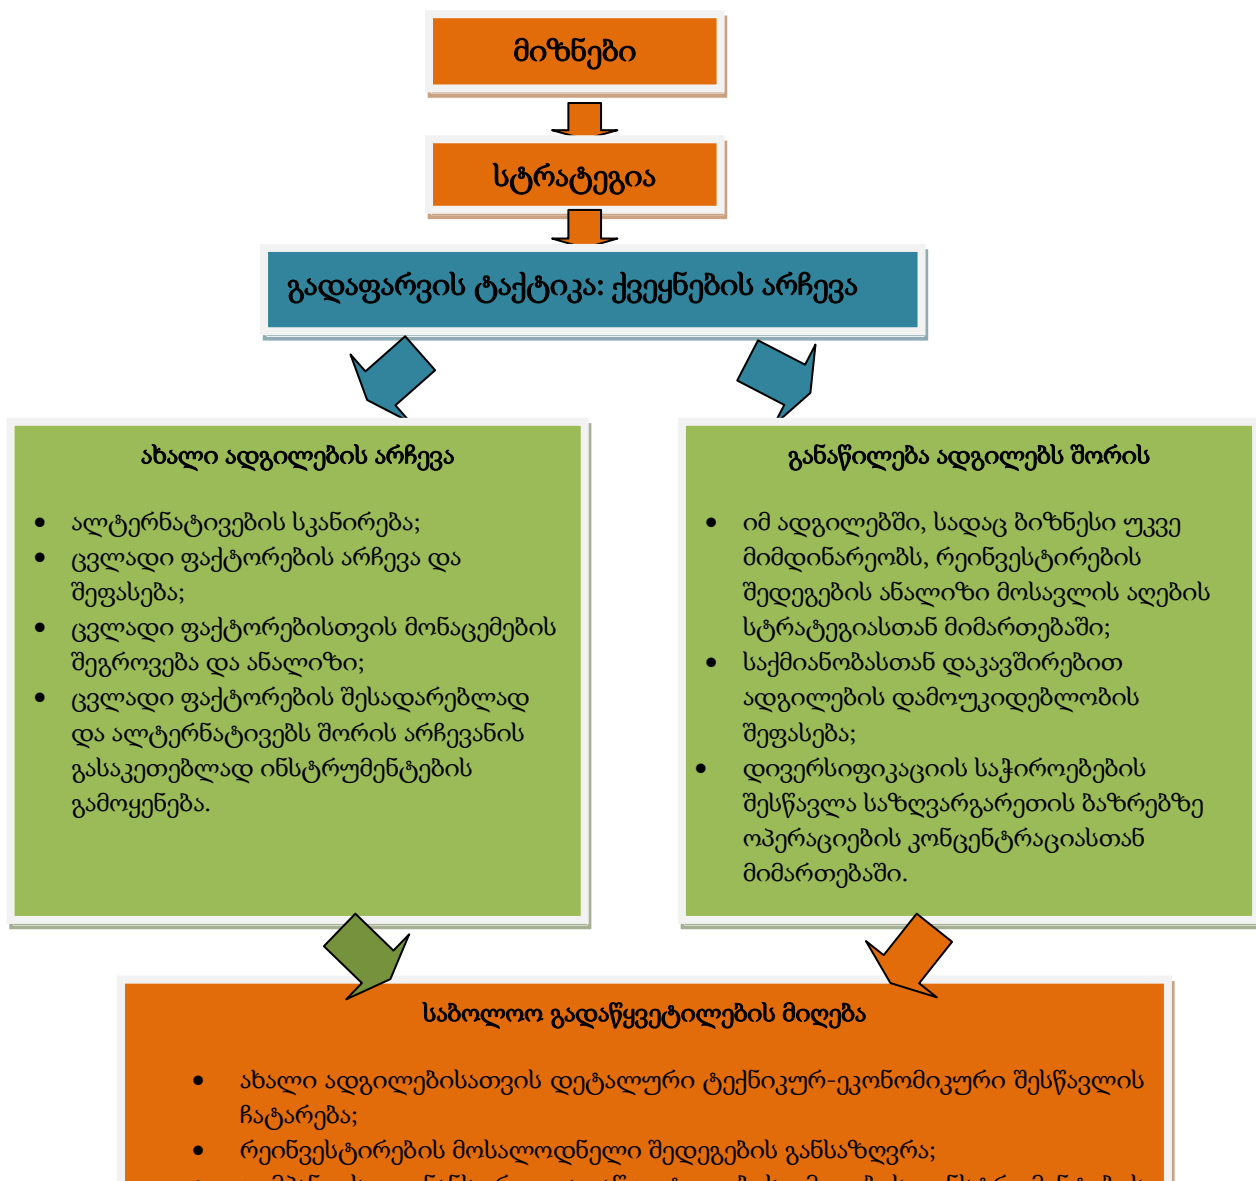 მიზნები
სტრატეგია
გადაფარვის ტაქტიკა: ქვეყნების არჩევა
ახალი ადგილების არჩევა
• ალტერნატივების სკანირება;
• ცვლადი ფაქტორების არჩევა და
შეფასება;
• ცვლადი ფაქტორებისთვის მონაცემების
შეგროვება და ანალიზი;
• ცვლადი ფაქტორების შესადარებლად
და ალტერნატივებს შორის არჩევანის
გასაკეთებლად ინსტრუმენტების
გამოყენება.
განაწილება ადგილებს შორის
• იმ ადგილებში, სადაც ბიზნესი უკვე
მიმდინარეობს, რეინვესტირების
შედეგების ანალიზი მოსავლის აღების
სტრატეგიასთან მიმართებაში;
• საქმიანობასთან დაკავშირებით
ადგილების დამოუკიდებლობის
შეფასება;
• დივერსიფიკაციის საჭიროებების
შესწავლა საზღვარგარეთის ბაზრებზე
ოპერაციების კონცენტრაციასთან
მიმართებაში.
საბოლოო გადაწყვეტილების მიღება
• ახალი ადგილებისათვის დეტალური ტექნიკურ-ეკონომიკური შესწავლის
ჩატარება;
• რეინვესტირების მოსალოდნელი შედეგების განსაზღვრა;